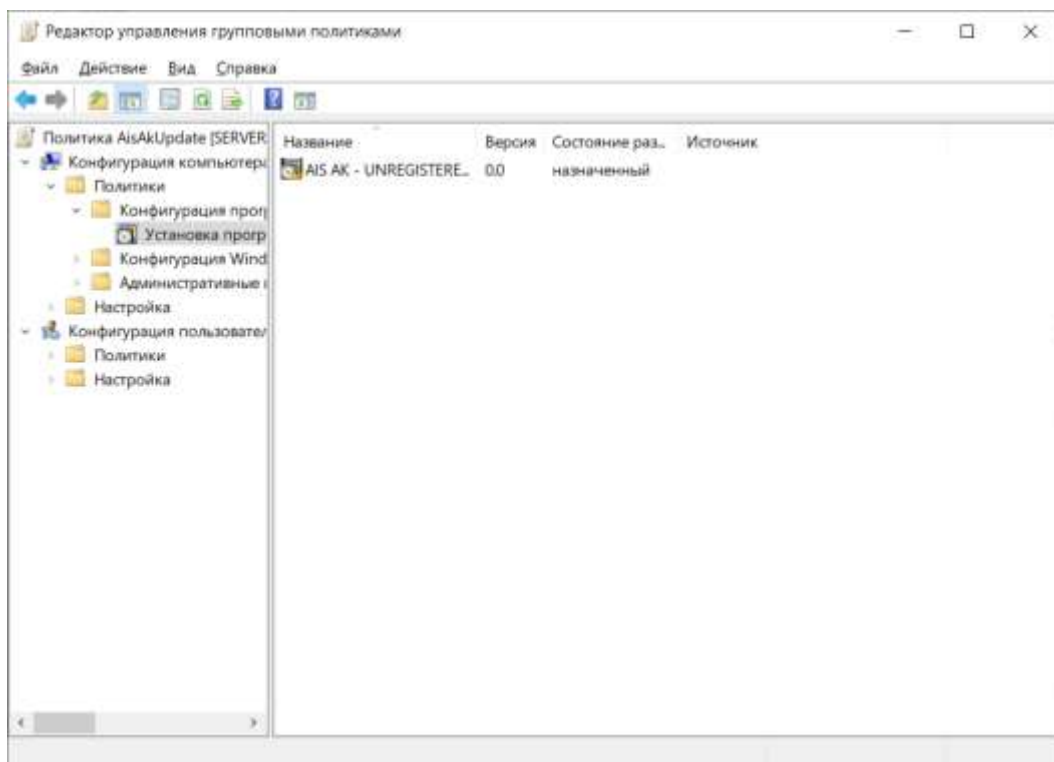 Редактор управления групповыми политиками
Файл Действие Вид Справка
Политика AisAkUpdate [SERVER
Конфигурация компьютера
Политики
Конфигурация прогр
Установка прогр
Конфигурация Wind
Административные
Настройка
Конфигурация пользовател
Политики
Настройка
Название Версия Состояние раз... Источник
AIS AK - UNREGISTERE... 0.0 назначенный